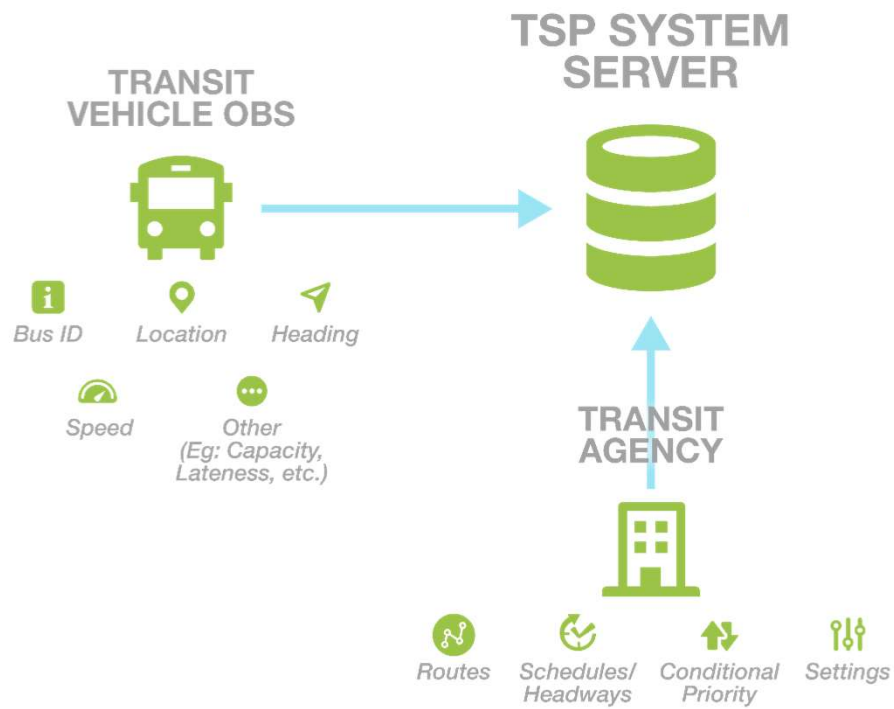 TSP SYSTEM
SERVER
TRANSIT
VEHICLE OBS
Bus ID
Location
Heading
Speed
Other
(Eg: Capacity,
Lateness, etc.)
TRANSIT
AGENCY
Routes
Schedules/
Headways
Conditional
Priority
Settings